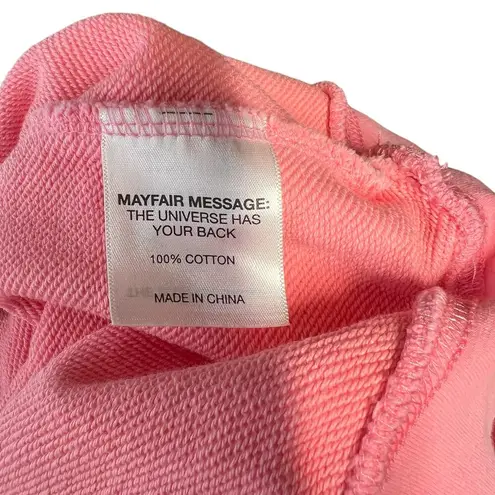 MAYFAIR MESSAGE:
THE UNIVERSE HAS
YOUR BACK
100% COTTON
MADE IN CHINA